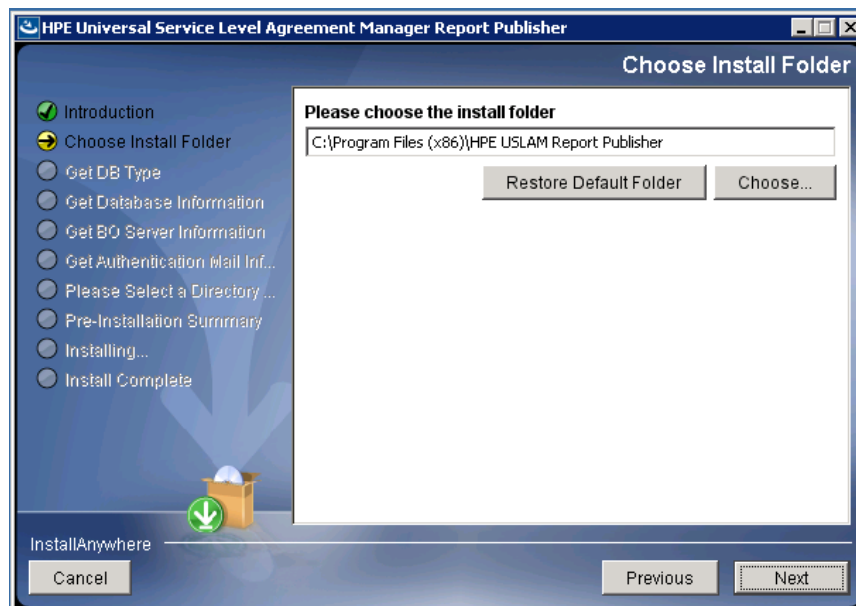 HPE Universal Service Level Agreement Manager Report Publisher
Choose Install Folder
Introduction
Choose Install Folder
Get DB Type
Get Database Information
Get BO Server Information
Get Authentication Mail Inf...
Please Select a Directory ...
Pre-Installation Summary
Installing...
Install Complete
Please choose the install folder
C:\Program Files (x86)\HPE USLAM Report Publisher
Restore Default Folder
Choose...
InstallAnywhere
Cancel
Previous
Next